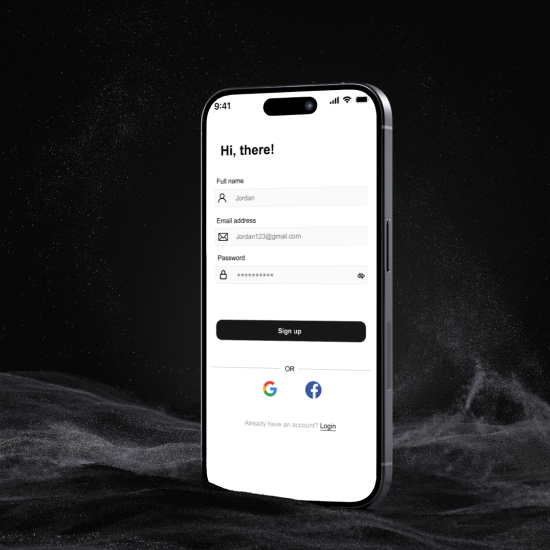 9:41
Hi, there!
Full name
Jordan
Email address
Jordan123@gmail.com
Password
**********
Sign up
OR
Already have an account? Login